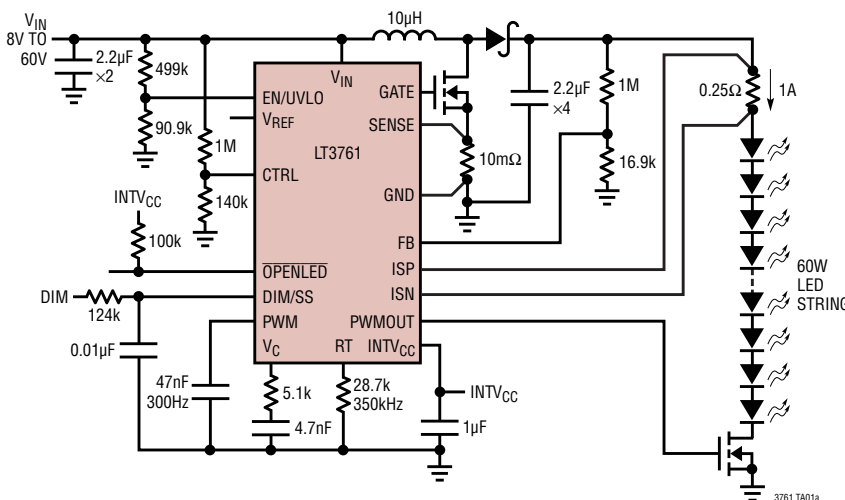 VIN
8V TO
60V
2.2µF
×2
499k
90.9k
1M
140k
10µH
VIN
EN/UVLO
VREF
LT3761
CTRL
GATE
SENSE
GND
10mΩ
2.2µF
×4
1M
16.9k
0.25Ω
1A
INTVCC
100k
FB
ISP
ISN
OPENLED
DIM
124k
DIM/SS
PWM
PWMOUT
VC
RT
INTVCC
0.01µF
47nF
300Hz
5.1k
4.7nF
28.7k
350kHz
INTVCC
1µF
60W
LED
STRING
3761 TA01a